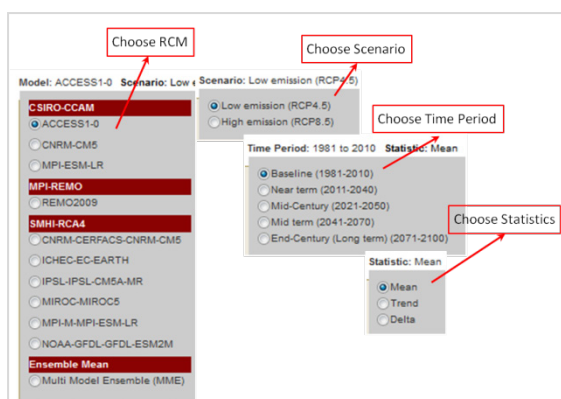 Choose RCM
Choose Scenario
Model: ACCESS1-0 Scenario: Low e
Scenario: Low emission (RCP4.5)
CSIRO-CCAM
ACCESS1-0
CNRM-CM5
MPI-ESM-LR
MPI-REMO
REMO2009
SMHI-RCA4
CNRM-CERFACS-CNRM-CM5
ICHEC-EC-EARTH
IPSL-IPSL-CM5A-MR
MIROC-MIROC5
MPI-M-MPI-ESM-LR
NOAA-GFDL-GFDL-ESM2M
Ensemble Mean
Multi Model Ensemble (MME)
Low emission (RCP4.5)
High emission (RCP8.5)
Choose Time Period
Time Period: 1981 to 2010 Statistic: Mean
Baseline (1981-2010)
Near term (2011-2040)
Mid-Century (2021-2050)
Mid term (2041-2070)
End-Century (Long term) (2071-2100)
Choose Statistics
Statistic: Mean
Mean
Trend
Delta